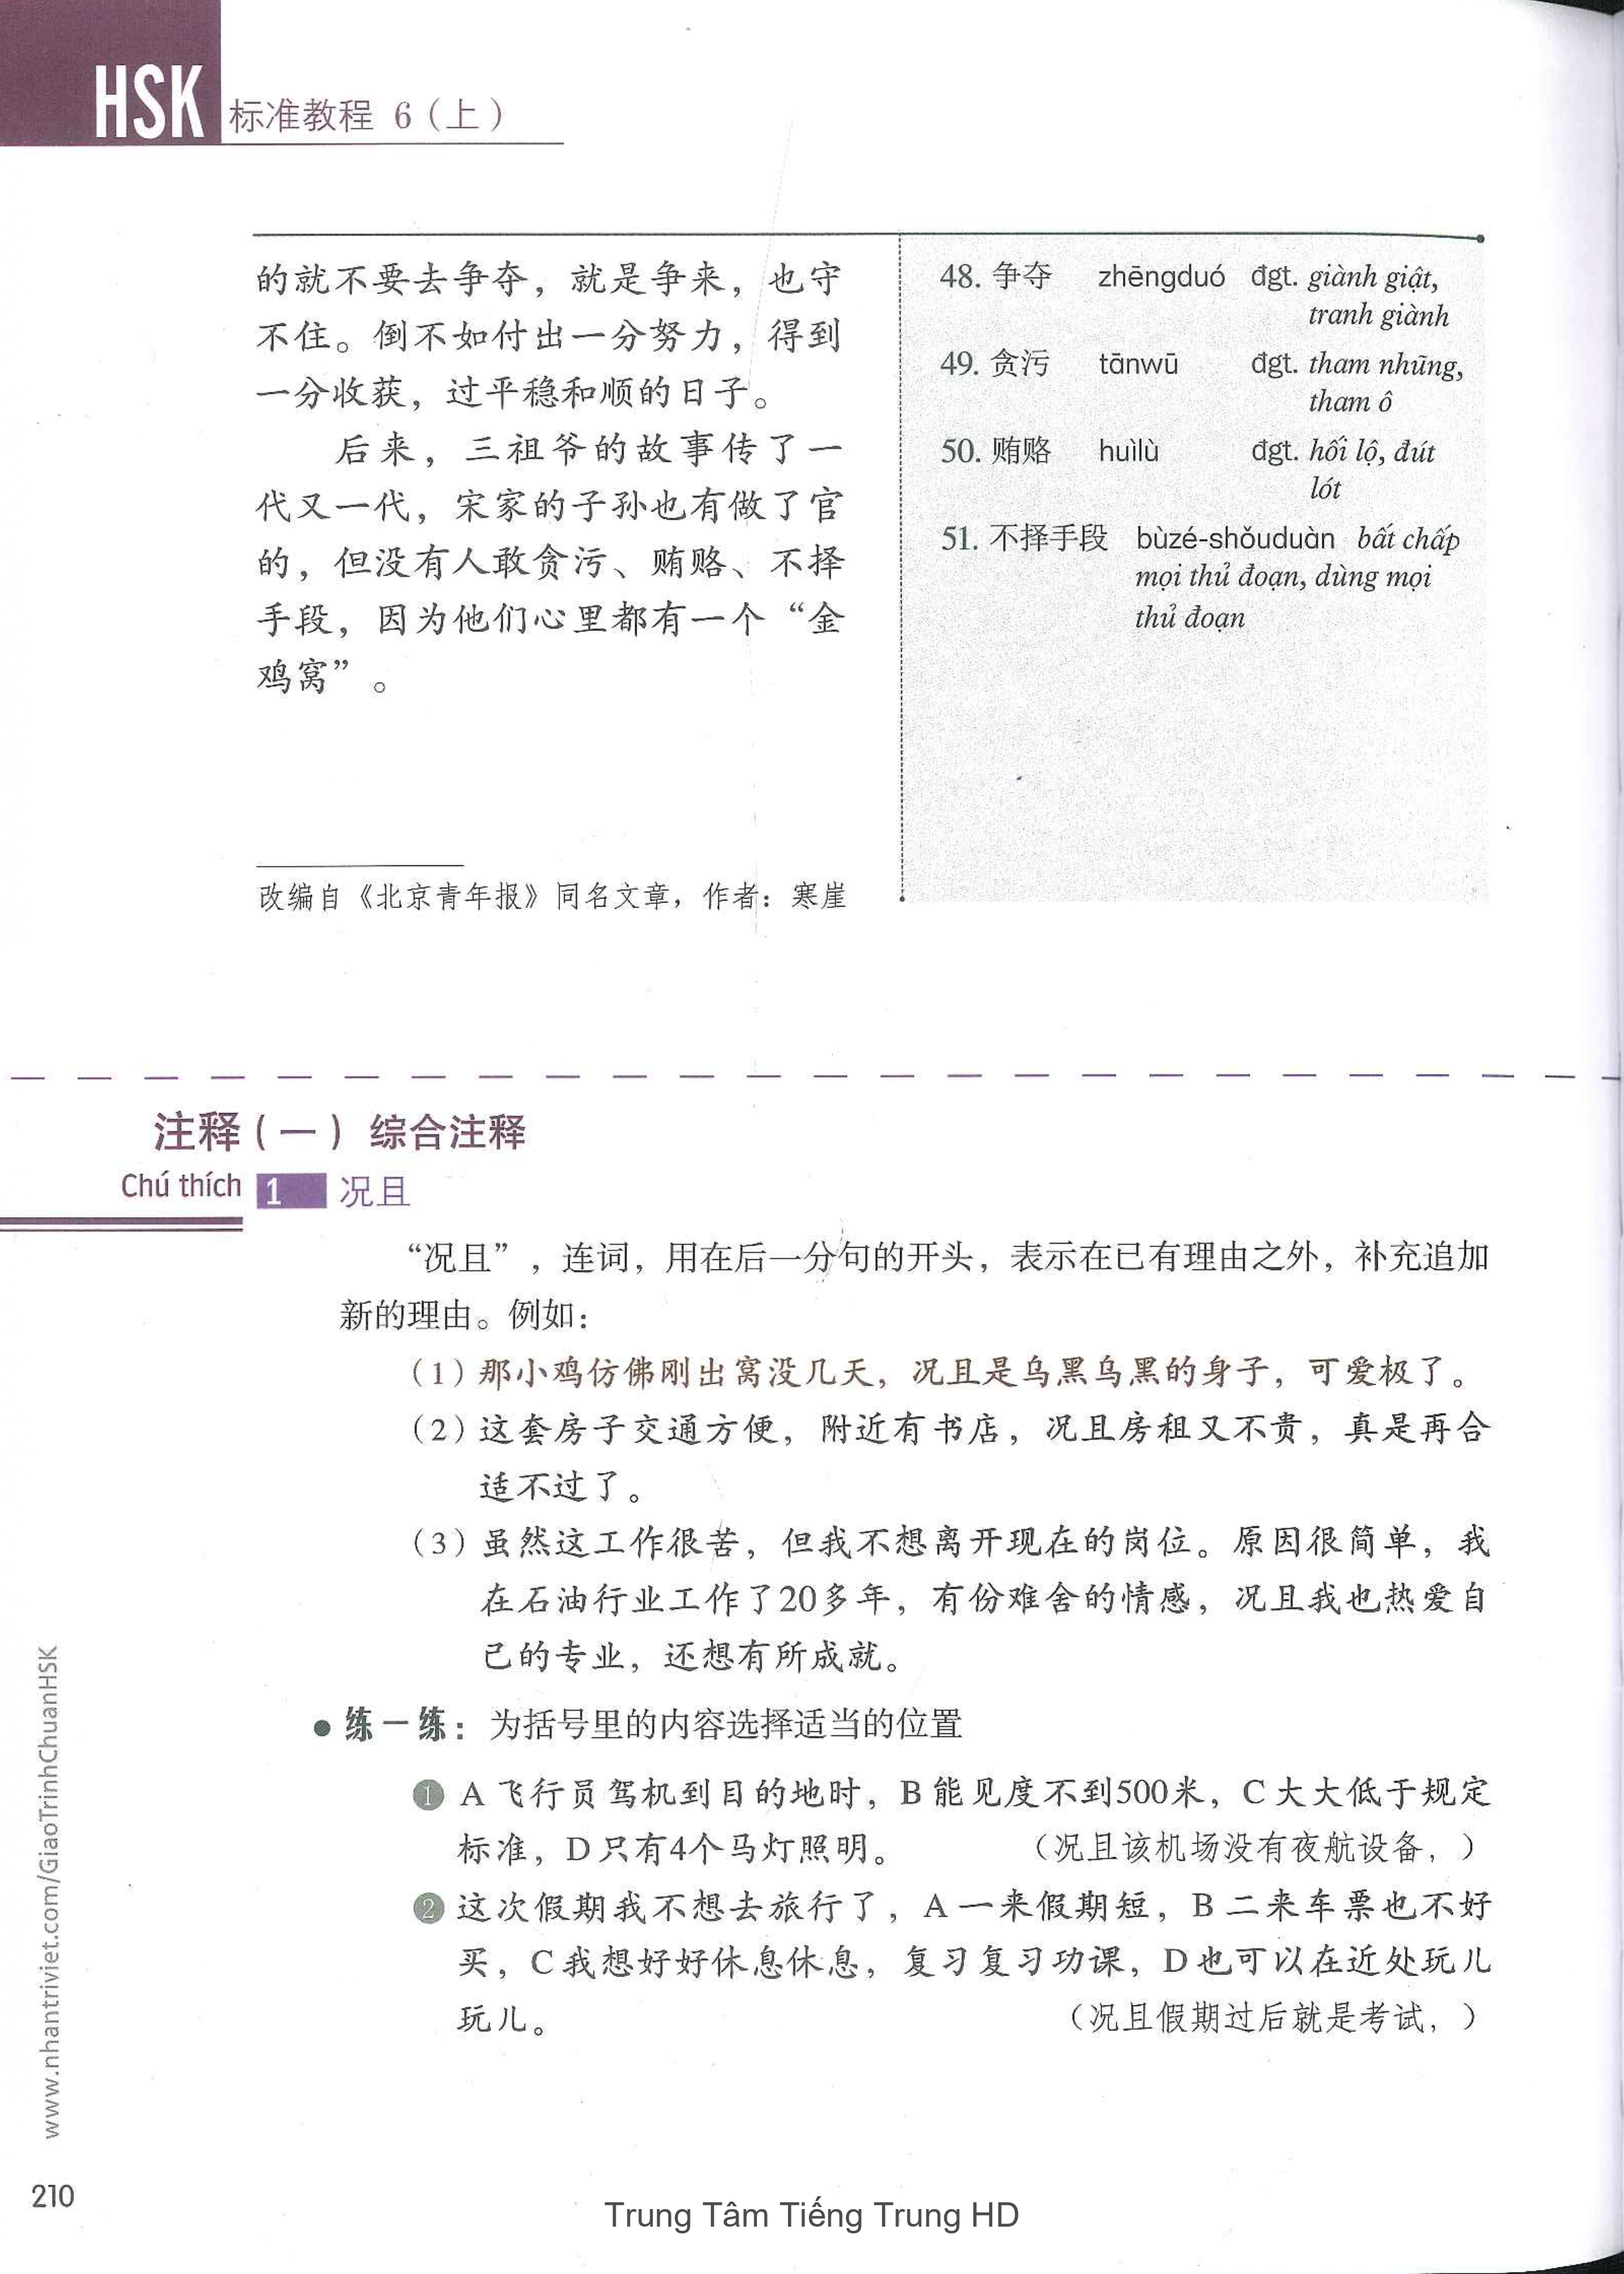 HSK 标准教程 6（上）
的就不要去争夺，就是争来，也守
不住。倒不如付出一分努力，得到
一分收获，过平稳和顺的日子。
后来，三祖爷的故事传了一
代又一代，宋家的子孙也有做了官
的，但没有人敢贪污、贿赂、不择
手段，因为他们心里都有一个“金
鸡窝”。
改编自《北京青年报》同名文章，作者：寒崖
48. 争夺 zhēngduó đgt. giành giật,
tranh giành
49. 贪污 tānwū đgt. tham nhũng,
tham ô
50. 贿赂 huìlù đgt. hối lộ, đút
lót
51. 不择手段 bùzé-shǒuduàn bất chấp
mọi thủ đoạn, dùng mọi
thủ đoạn
注释（一）综合注释
Chú thích 1 况且
“况且”，连词，用在后一分句的开头，表示在已有理由之外，补充追加
新的理由。例如：
（1）那小鸡仿佛刚出窝没几天，况且是乌黑乌黑的身子，可爱极了。
（2）这套房子交通方便，附近有书店，况且房租又不贵，真是再合
适不过了。
（3）虽然这工作很苦，但我不想离开现在的岗位。原因很简单，我
在石油行业工作了20多年，有份难舍的情感，况且我也热爱自
己的专业，还想有所成就。
● 练一练：为括号里的内容选择适当的位置
1 A 飞行员驾机到目的地时，B 能见度不到500米，C 大大低于规定
标准，D 只有4个马灯照明。 （况且该机场没有夜航设备，）
2 这次假期我不想去旅行了，A 一来假期短，B 二来车票也不好
买，C 我想好好休息休息，复习复习功课，D 也可以在近处玩儿
玩儿。 （况且假期过后就是考试，）
www.nhantriviet.com/GiaoTrinhChuanHSK
210
Trung Tâm Tiếng Trung HD